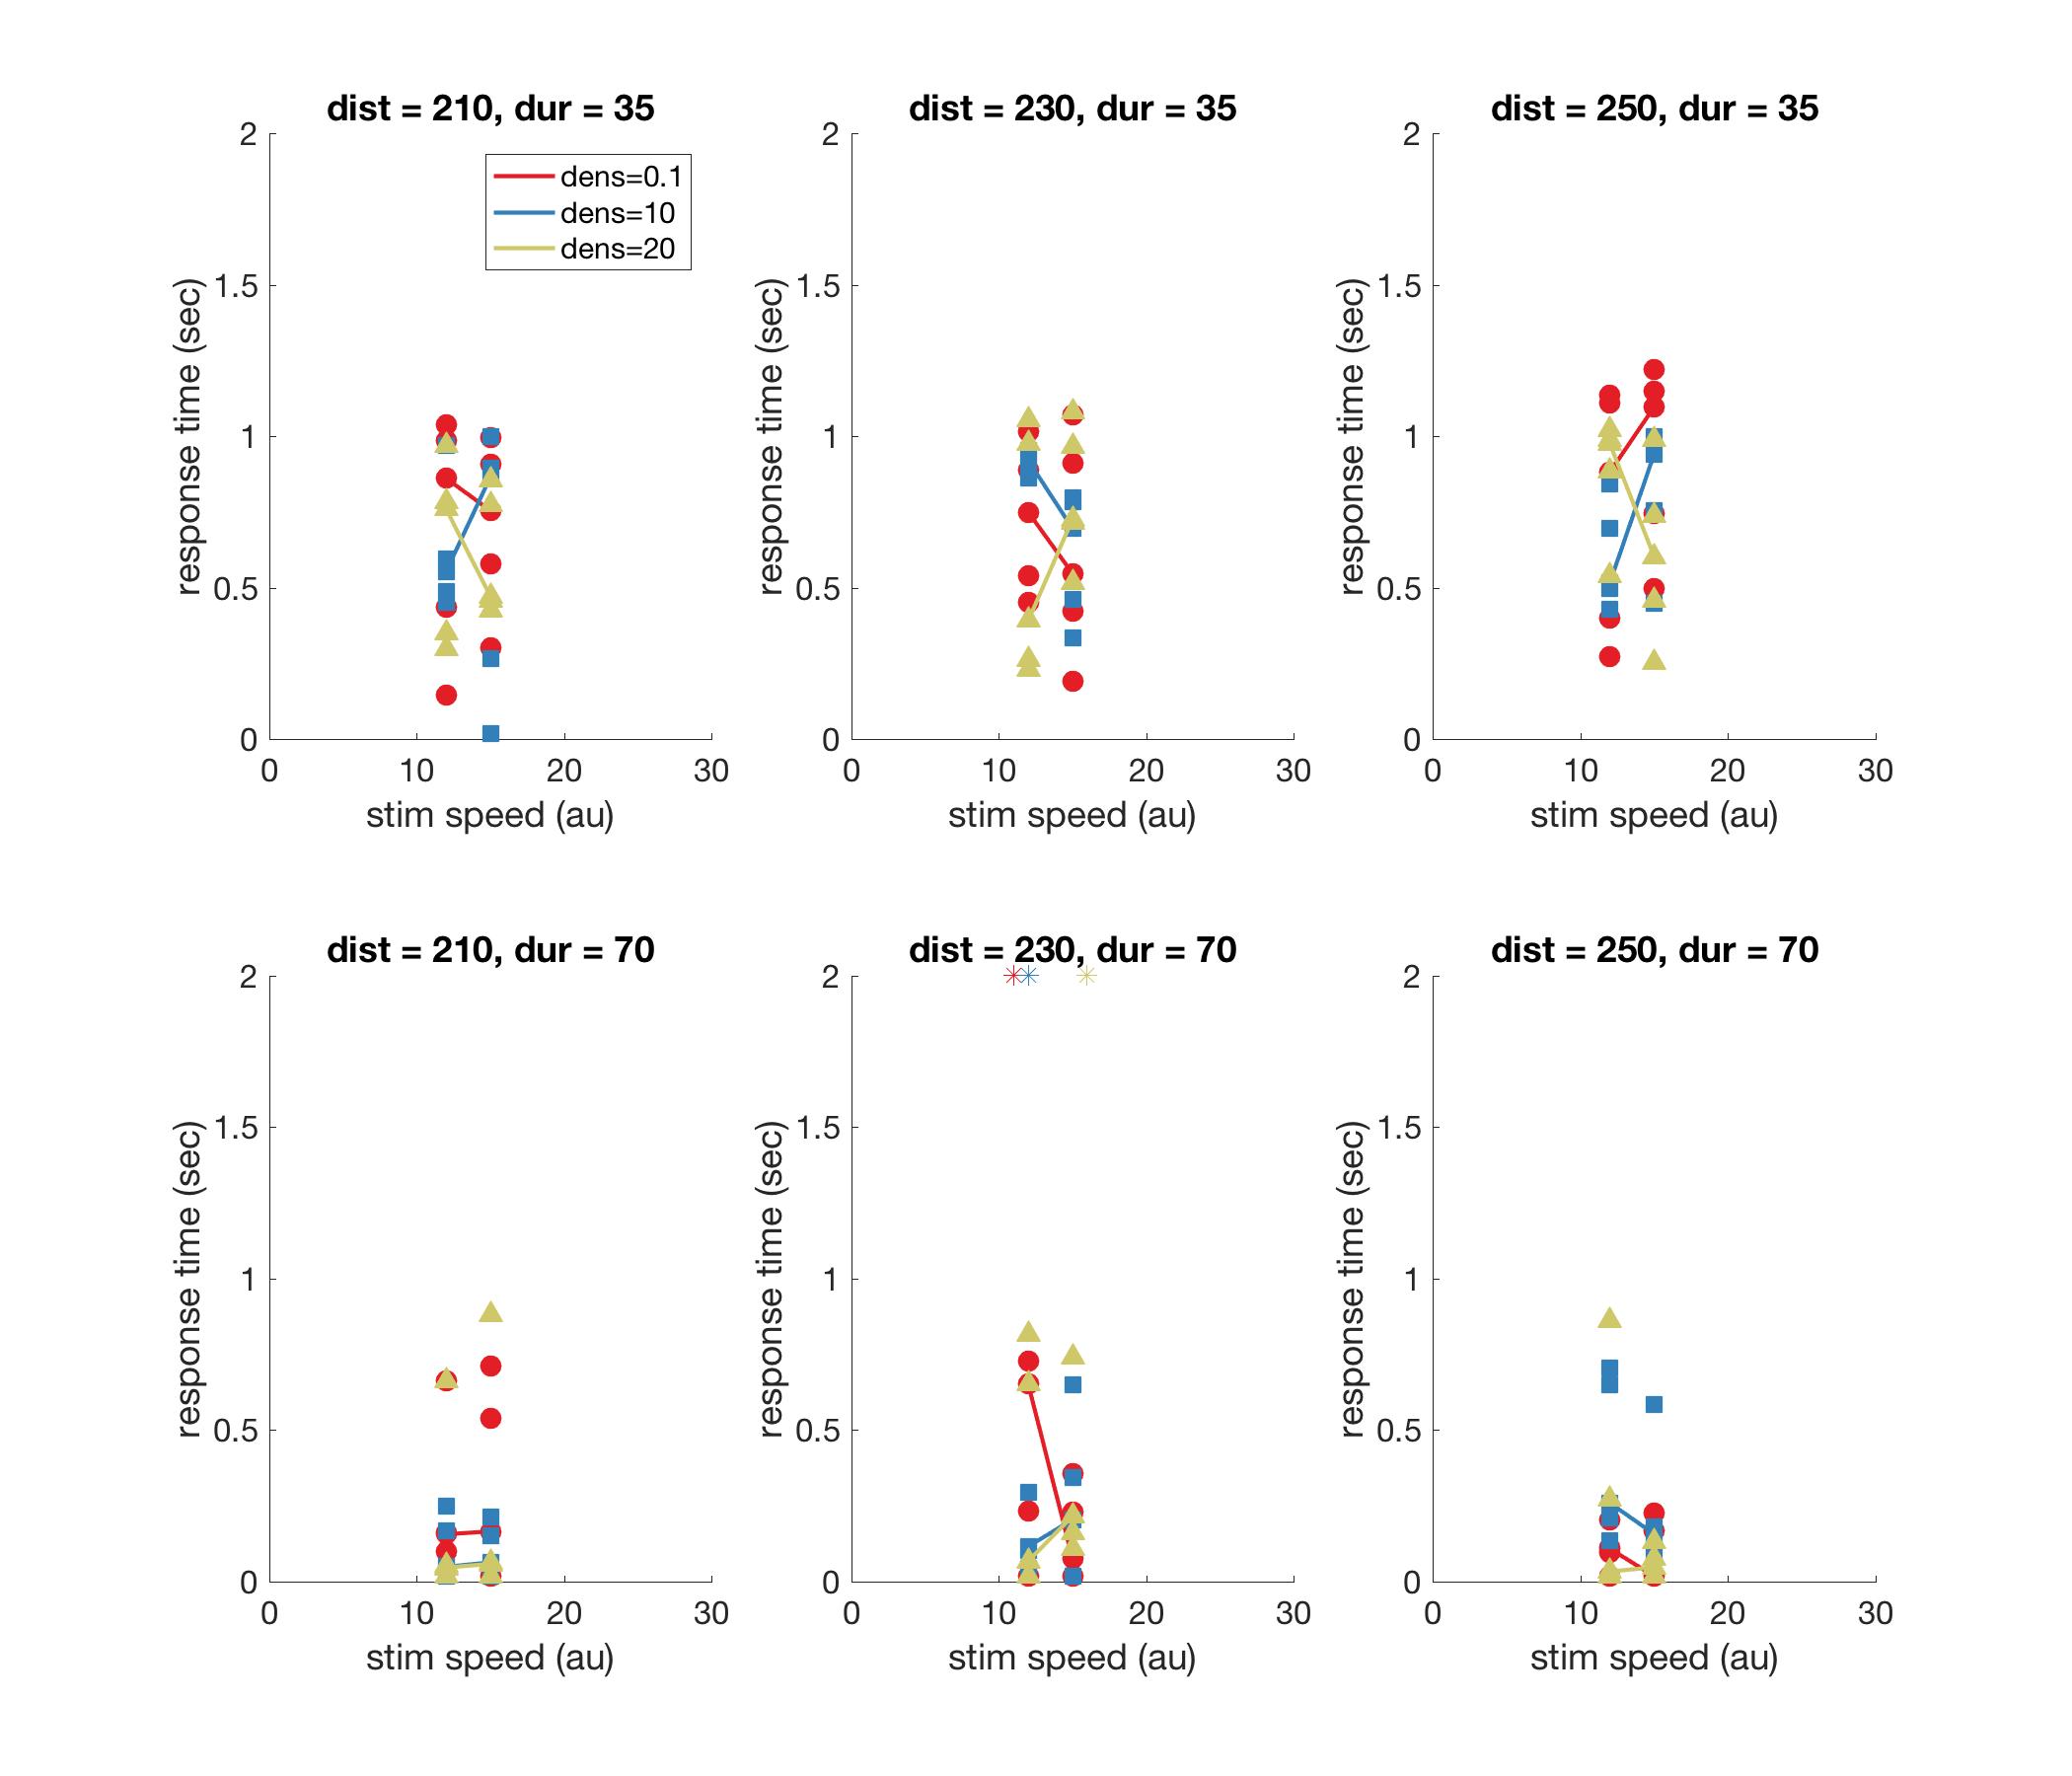 dist = 210, dur = 35
dist = 230, dur = 35
dist = 250, dur = 35
dens=0.1
dens=10
dens=20
response time (sec)
response time (sec)
response time (sec)
2
1.5
1
0.5
0
2
1.5
1
0.5
0
2
1.5
1
0.5
0
0 10 20 30
0 10 20 30
0 10 20 30
stim speed (au)
stim speed (au)
stim speed (au)
dist = 210, dur = 70
dist = 230, dur = 70
dist = 250, dur = 70
response time (sec)
response time (sec)
response time (sec)
2
1.5
1
0.5
0
2
1.5
1
0.5
0
2
1.5
1
0.5
0
0 10 20 30
0 10 20 30
0 10 20 30
stim speed (au)
stim speed (au)
stim speed (au)